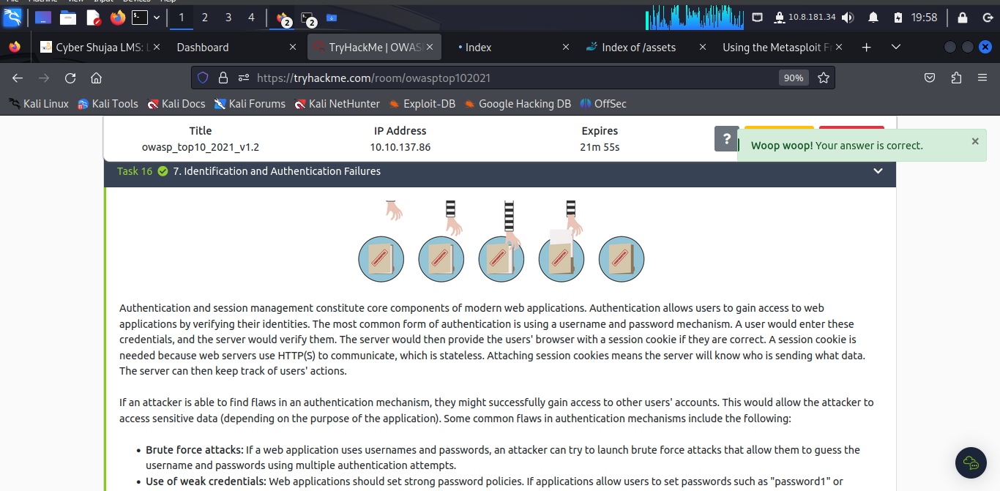 File Machine View Input Devices Help
1 2 3 4 2 2 10.8.181.34 19:58
Cyber Shujaa LMS: L Dashboard TryHackMe | OWAS • Index Index of /assets Using the Metasploit Fr
https://tryhackme.com/room/owasptop102021 90%
Kali Linux Kali Tools Kali Docs Kali Forums Kali NetHunter Exploit-DB Google Hacking DB OffSec
Title IP Address Expires
owasp_top10_2021_v1.2 10.10.137.86 21m 55s
?
Woop woop! Your answer is correct.
Task 16 7. Identification and Authentication Failures
Authentication and session management constitute core components of modern web applications. Authentication allows users to gain access to web
applications by verifying their identities. The most common form of authentication is using a username and password mechanism. A user would enter these
credentials, and the server would verify them. The server would then provide the users' browser with a session cookie if they are correct. A session cookie is
needed because web servers use HTTP(S) to communicate, which is stateless. Attaching session cookies means the server will know who is sending what data.
The server can then keep track of users' actions.
If an attacker is able to find flaws in an authentication mechanism, they might successfully gain access to other users' accounts. This would allow the attacker to
access sensitive data (depending on the purpose of the application). Some common flaws in authentication mechanisms include the following:
• Brute force attacks: If a web application uses usernames and passwords, an attacker can try to launch brute force attacks that allow them to guess the
username and passwords using multiple authentication attempts.
• Use of weak credentials: Web applications should set strong password policies. If applications allow users to set passwords such as "password1" or